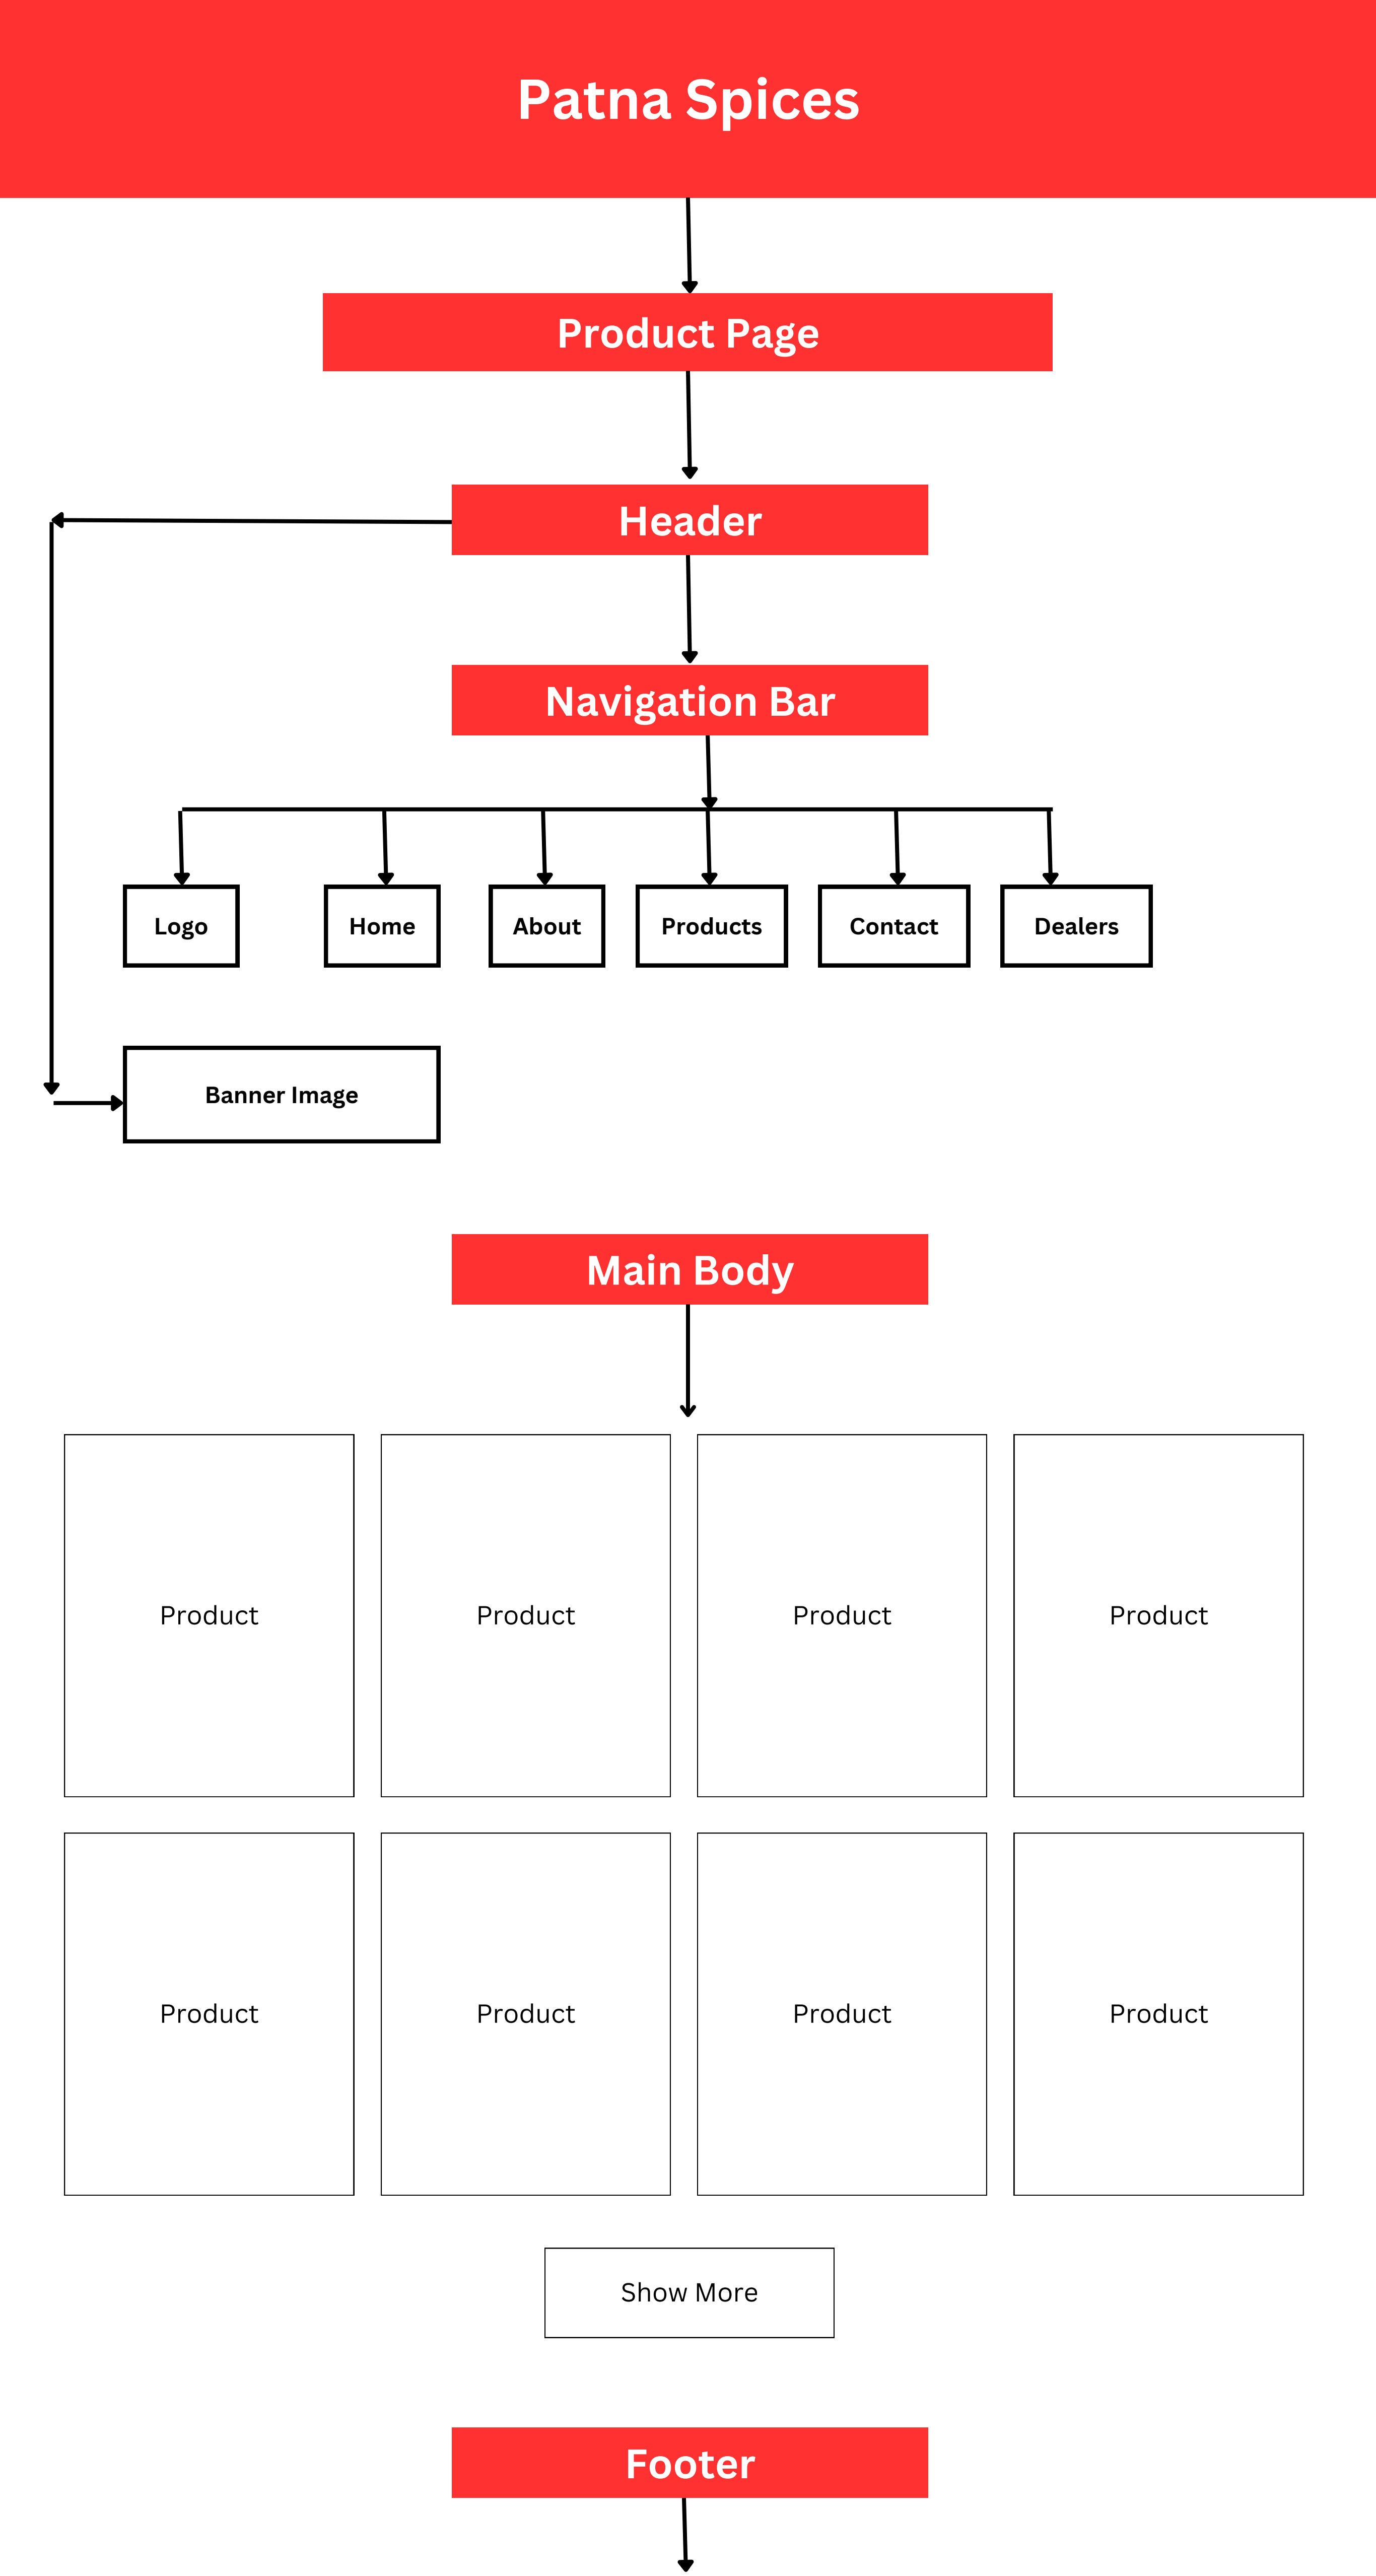 Patna Spices
Product Page
Header
Navigation Bar
Logo
Home
About
Products
Contact
Dealers
Banner Image
Main Body
Product
Product
Product
Product
Product
Product
Product
Product
Show More
Footer